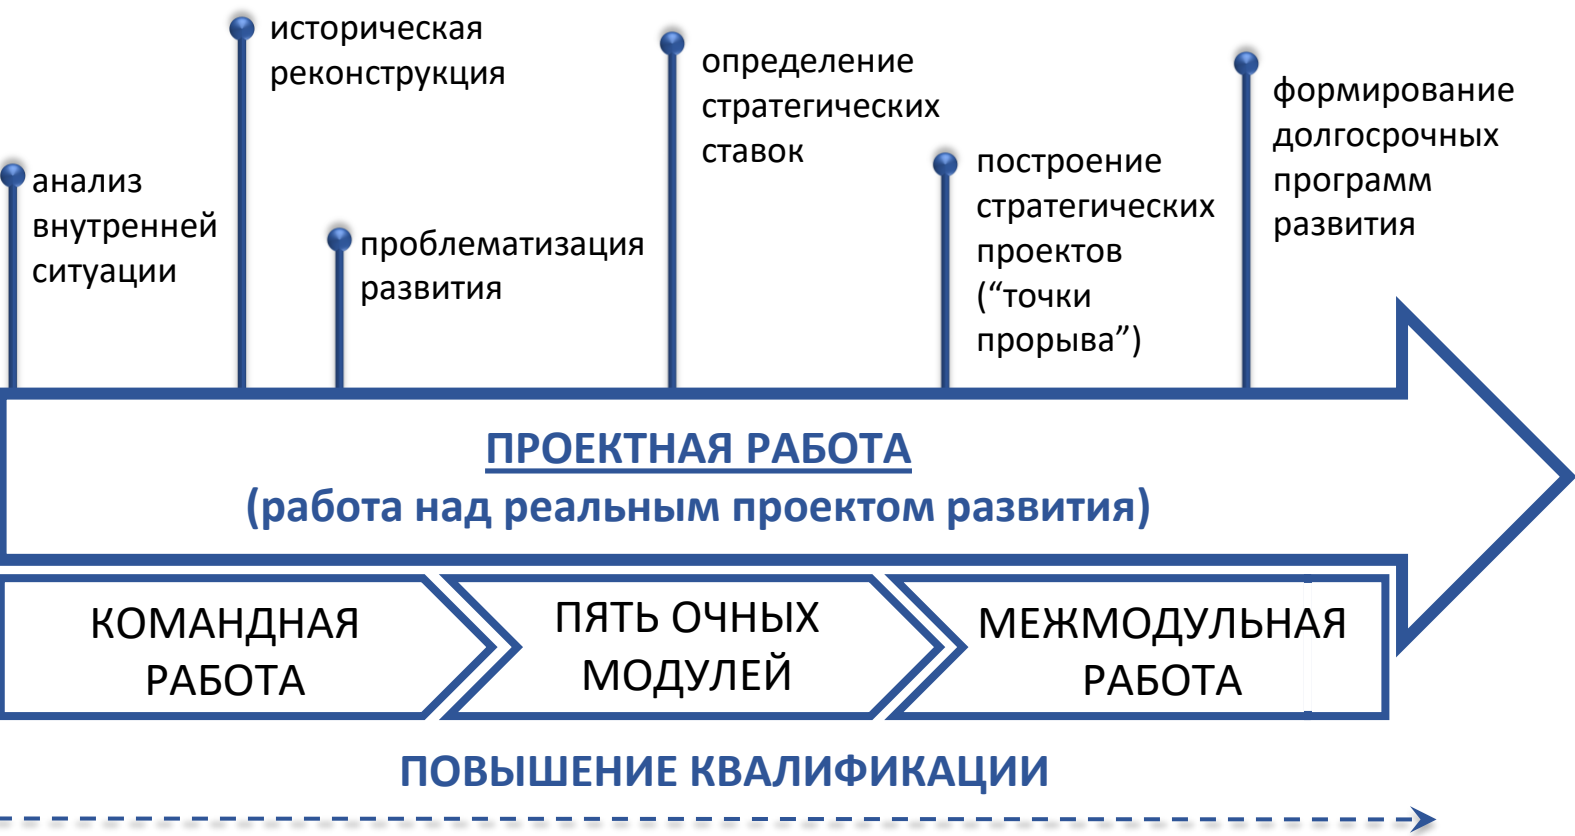 историческая
реконструкция
определение
стратегических
ставок
формирование
долгосрочных
программ
развития
анализ
внутренней
ситуации
проблематизация
развития
построение
стратегических
проектов
(“точки
прорыва”)
ПРОЕКТНАЯ РАБОТА
(работа над реальным проектом развития)
КОМАНДНАЯ
РАБОТА
ПЯТЬ ОЧНЫХ
МОДУЛЕЙ
МЕЖМОДУЛЬНАЯ
РАБОТА
ПОВЫШЕНИЕ КВАЛИФИКАЦИИ